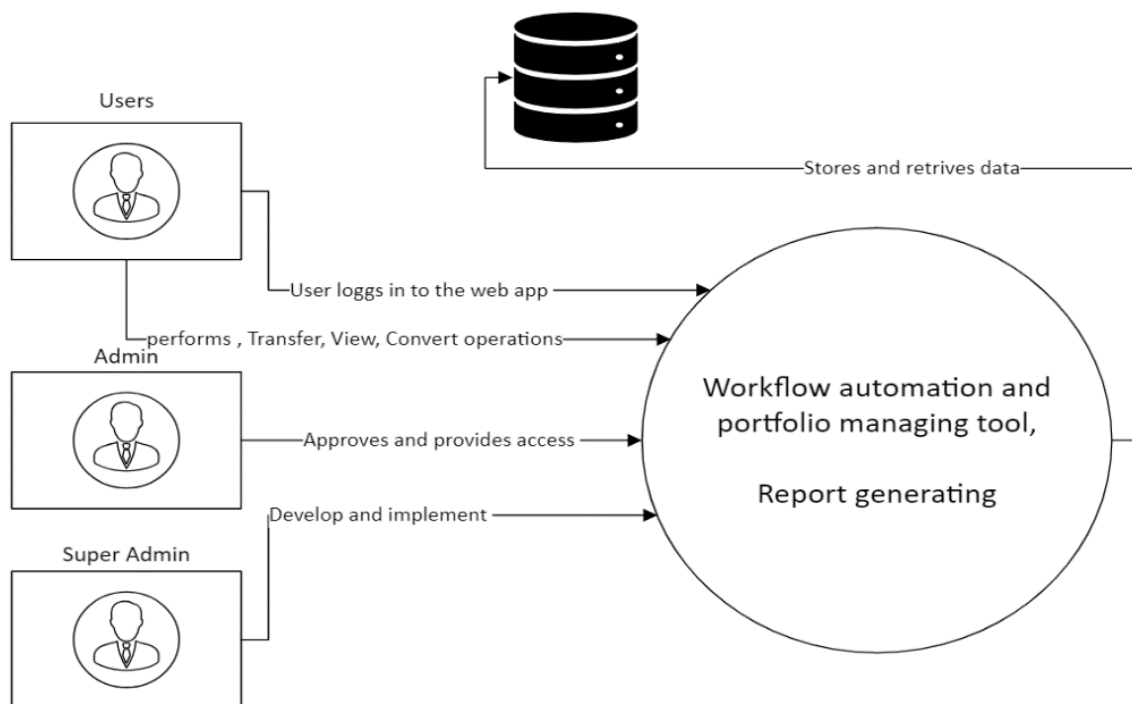 Users
Stores and retrives data
User loggs in to the web app
performs , Transfer, View, Convert operations
Admin
Workflow automation and
portfolio managing tool,
Approves and provides access
Report generating
Develop and implement
Super Admin